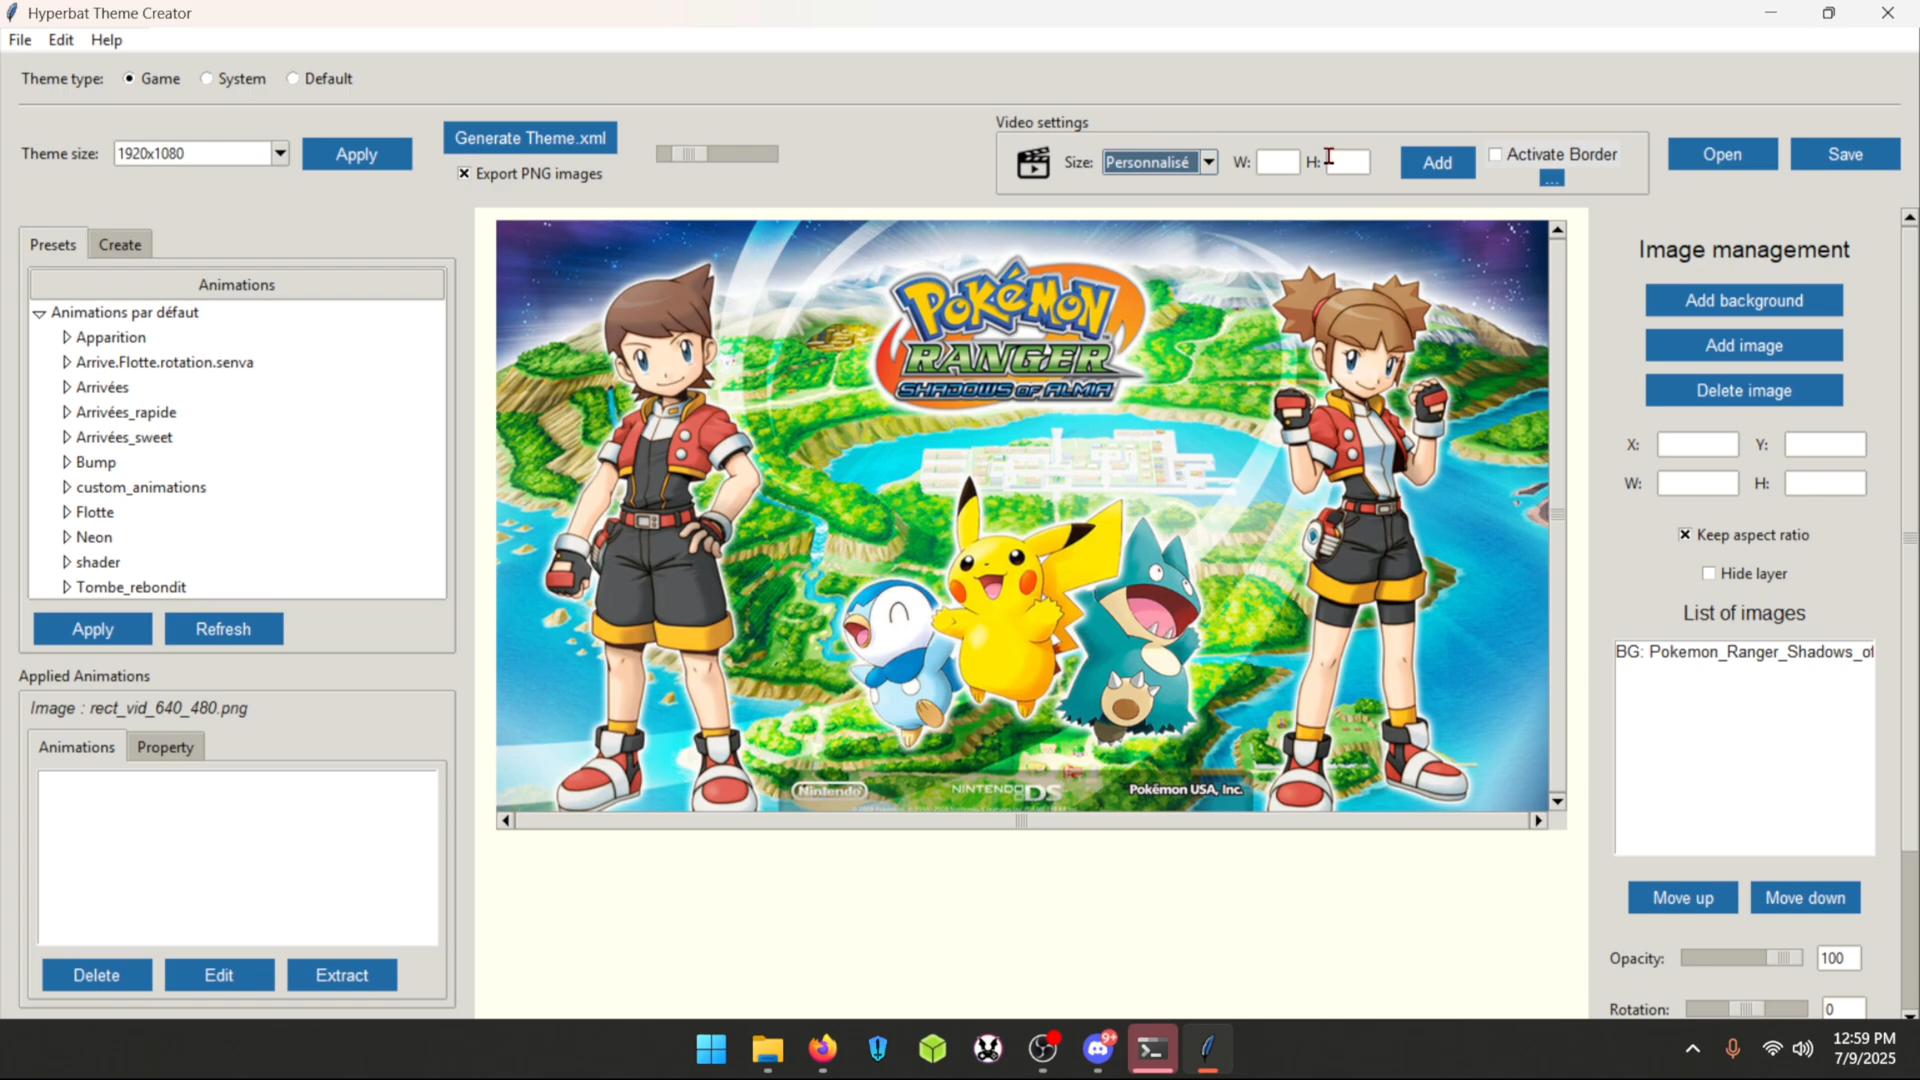 Hyperbat Theme Creator
File Edit Help
Theme type: Game System Default
Theme size: 1920x1080 Apply
Generate Theme.xml
Export PNG images
Video settings
Size: Personnalisé W: H: Add Activate Border
...
Open Save
Presets Create
Animations
Animations par défaut
Apparition
Arrive.Flotte.rotation.senva
Arrivées
Arrivées_rapide
Arrivées_sweet
Bump
custom_animations
Flotte
Neon
shader
Tombe_rebondit
Apply Refresh
Applied Animations
Image : rect_vid_640_480.png
Animations Property
Delete Edit Extract
POKéMON
RANGER
SHADOWS OF ALMIA
Nintendo NINTENDO DS Pokémon USA, Inc.
Image management
Add background
Add image
Delete image
X: Y:
W: H:
Keep aspect ratio
Hide layer
List of images
BG: Pokemon_Ranger_Shadows_of
Move up Move down
Opacity: 100
Rotation: 0
9+
12:59 PM
7/9/2025